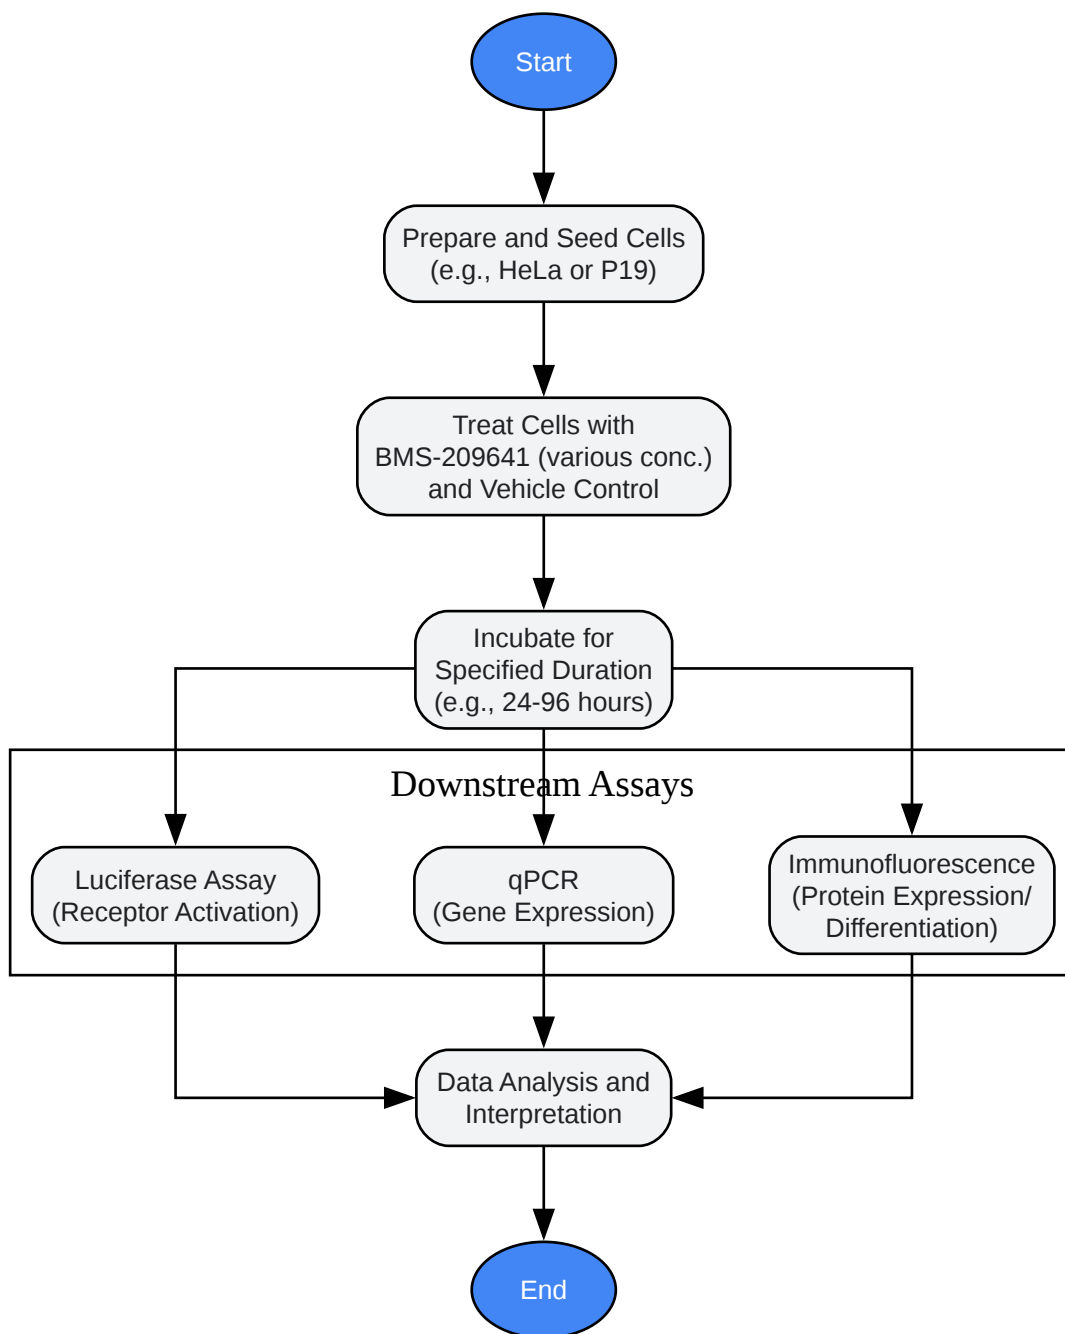 Start
Prepare and Seed Cells
(e.g., HeLa or P19)
Treat Cells with
BMS-209641 (various conc.)
and Vehicle Control
Incubate for
Specified Duration
(e.g., 24-96 hours)
Downstream Assays
Luciferase Assay
(Receptor Activation)
qPCR
(Gene Expression)
Immunofluorescence
(Protein Expression/
Differentiation)
Data Analysis and
Interpretation
End